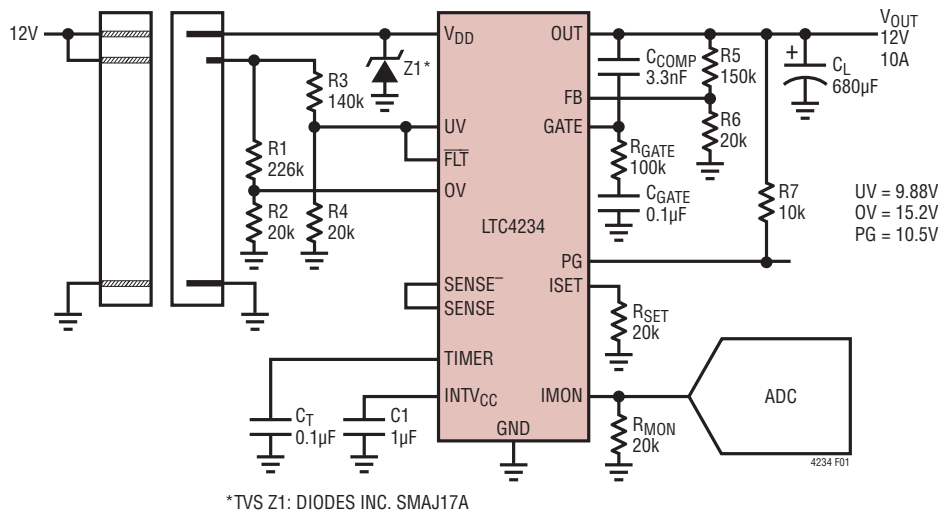 12V
VDD
UV
FLT
OV
SENSE–
SENSE
TIMER
INTVCC
GND
LTC4234
OUT
FB
GATE
PG
ISET
IMON
Z1*
R3
140k
R1
226k
R2
20k
R4
20k
CT
0.1µF
C1
1µF
CCOMP
3.3nF
R5
150k
R6
20k
RGATE
100k
CGATE
0.1µF
R7
10k
+
CL
680µF
VOUT
12V
10A
UV = 9.88V
OV = 15.2V
PG = 10.5V
RSET
20k
RMON
20k
ADC
4234 F01
*TVS Z1: DIODES INC. SMAJ17A